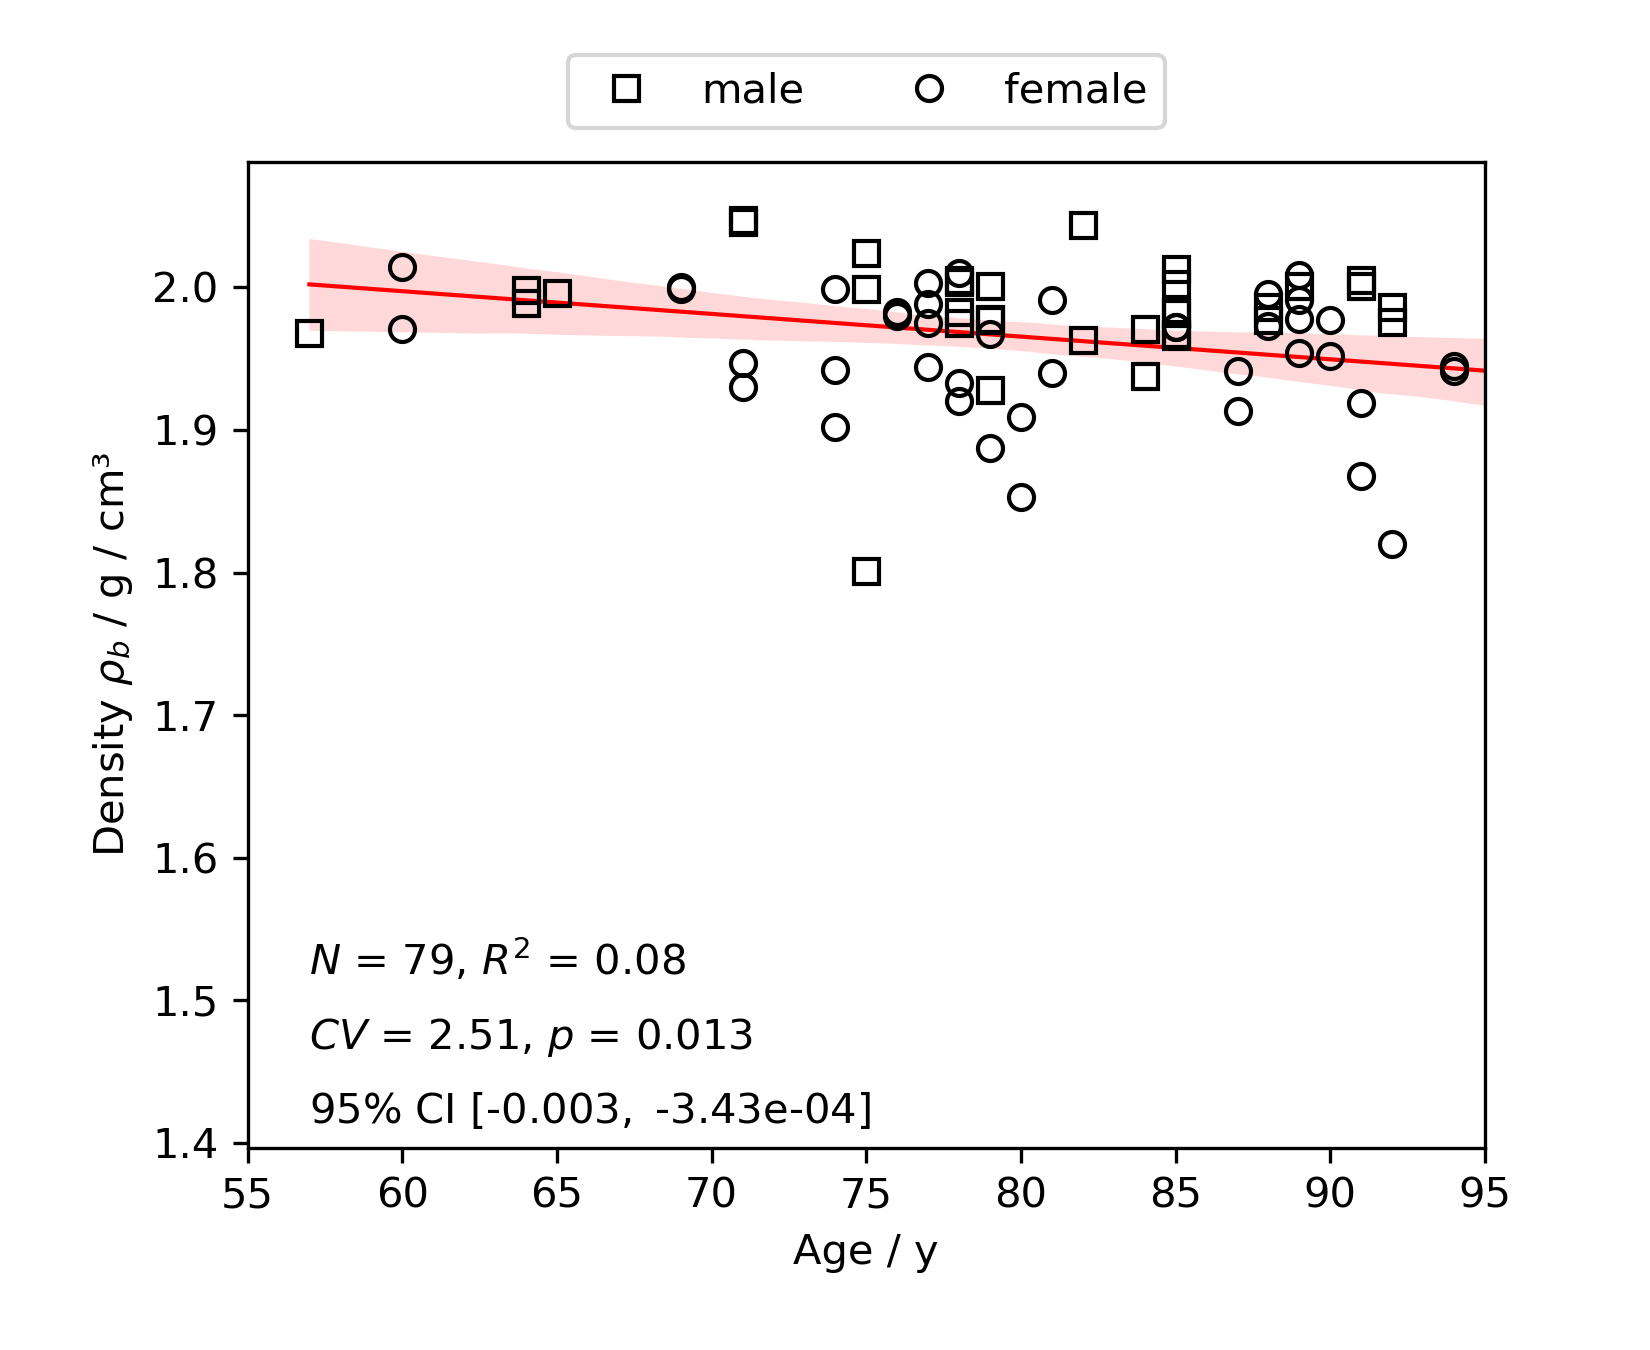 male female
2.0
1.9
1.8
1.7
1.6
1.5
1.4
Density ρ_b / g / cm³
N = 79, R² = 0.08
CV = 2.51, p = 0.013
95% CI [-0.003, -3.43e-04]
55 60 65 70 75 80 85 90 95
Age / y